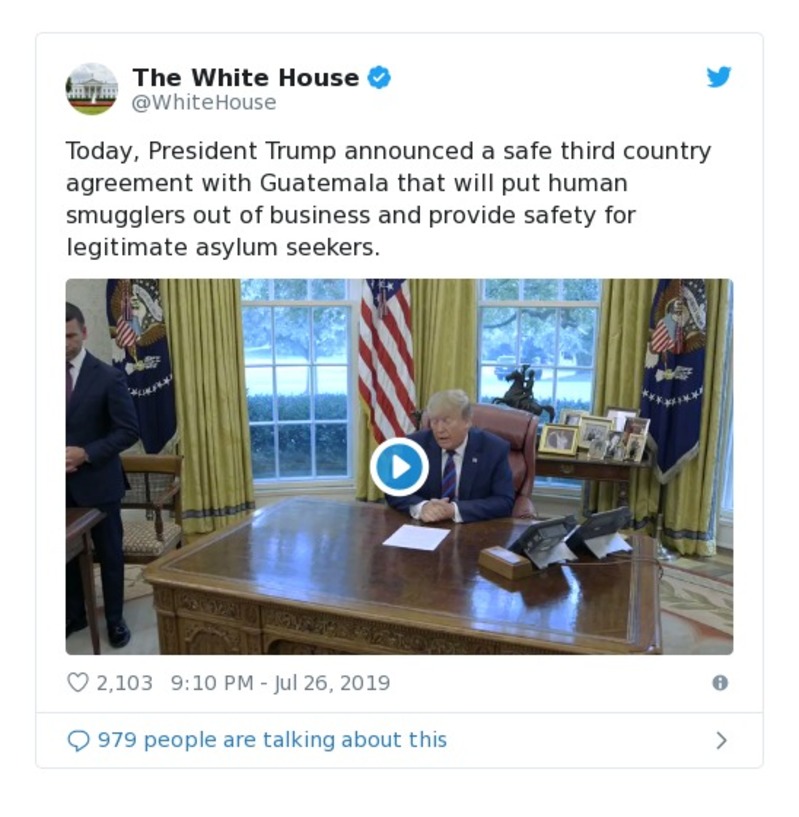 The White House
@WhiteHouse
Today, President Trump announced a safe third country
agreement with Guatemala that will put human
smugglers out of business and provide safety for
legitimate asylum seekers.
2,103 9:10 PM - Jul 26, 2019
979 people are talking about this